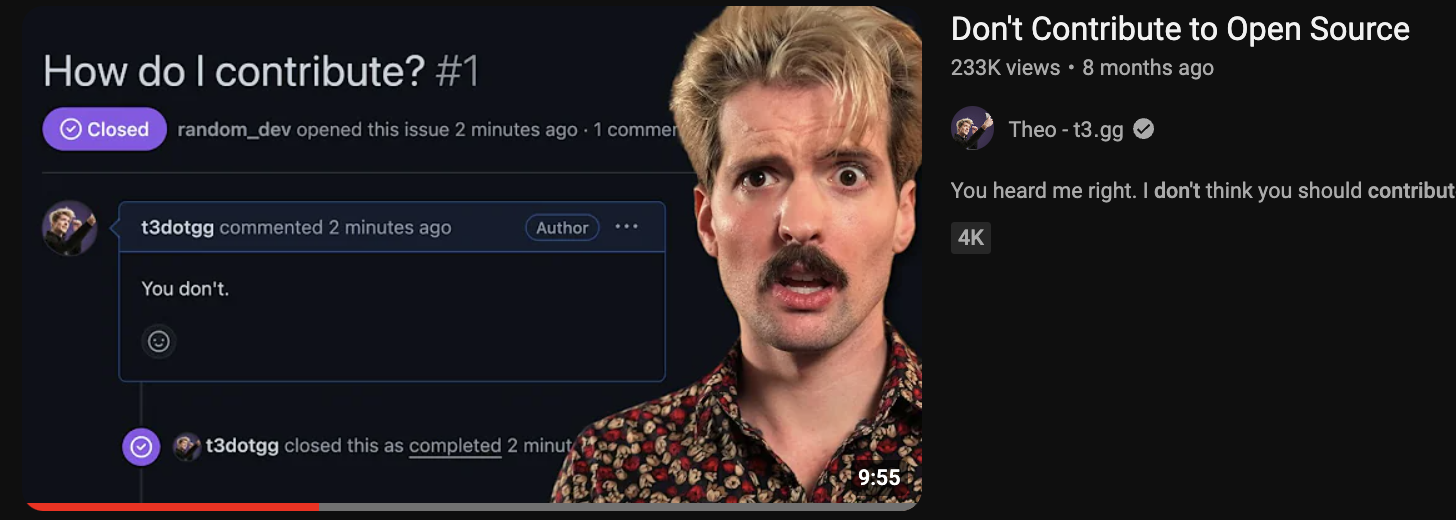 How do I contribute? #1
Closed random_dev opened this issue 2 minutes ago · 1 commen
t3dotgg commented 2 minutes ago Author
You don't.
t3dotgg closed this as completed 2 minut
9:55
Don't Contribute to Open Source
233K views • 8 months ago
Theo - t3.gg
You heard me right. I don't think you should contribut
4K